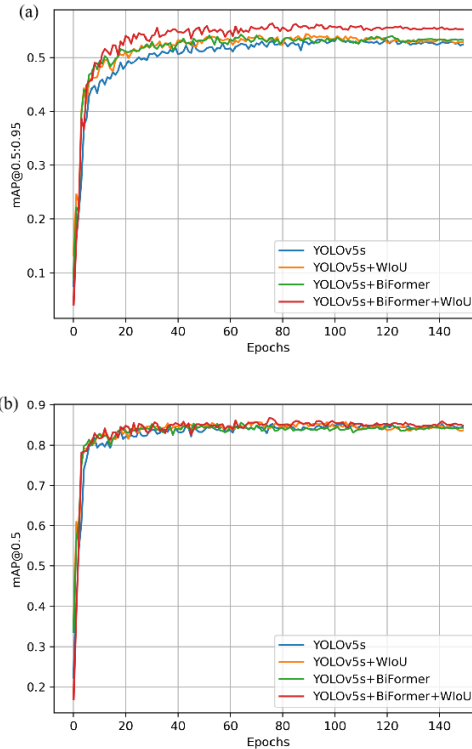 (a)
0.5
0.4
0.3
0.2
0.1
mAP@0.5:0.95
0 20 40 60 80 100 120 140
Epochs
YOLOv5s
YOLOv5s+WIoU
YOLOv5s+BiFormer
YOLOv5s+BiFormer+WIoU
(b)
0.9
0.8
0.7
0.6
0.5
0.4
0.3
0.2
mAP@0.5
0 20 40 60 80 100 120 140
Epochs
YOLOv5s
YOLOv5s+WIoU
YOLOv5s+BiFormer
YOLOv5s+BiFormer+WIoU